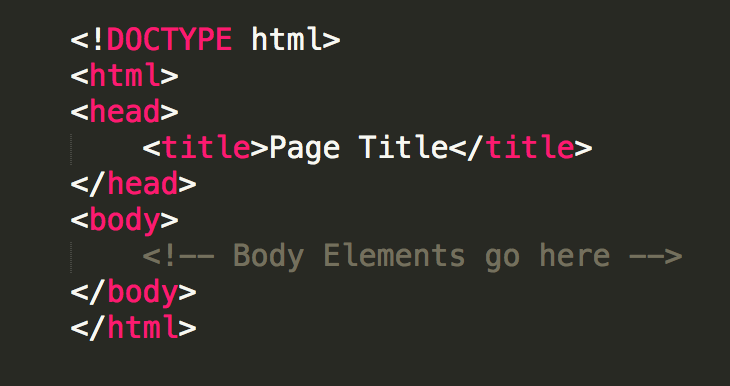 <!DOCTYPE html>
<html>
<head>
    <title>Page Title</title>
</head>
<body>
    <!-- Body Elements go here -->
</body>
</html>